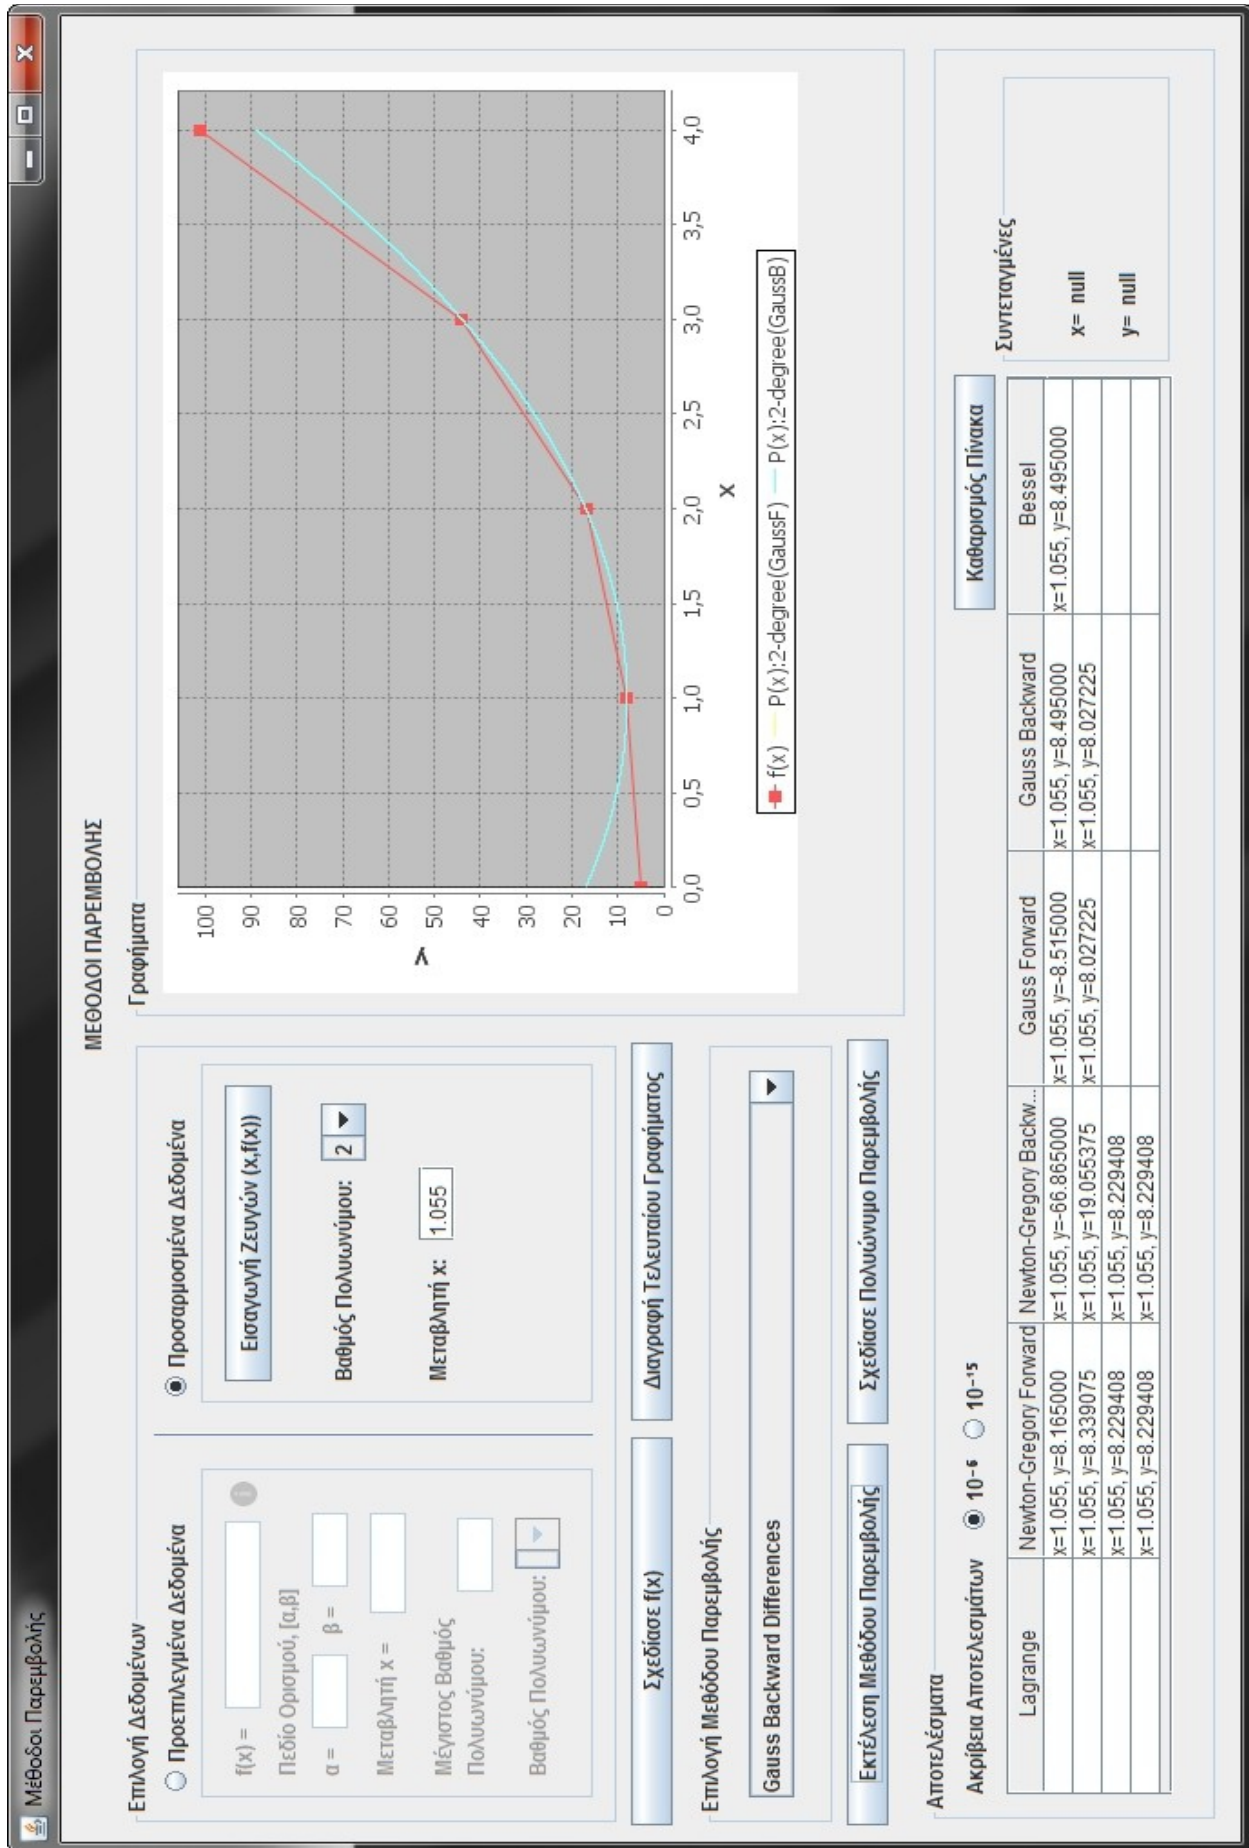 Μέθοδοι Παρεμβολής
ΜΕΘΟΔΟΙ ΠΑΡΕΜΒΟΛΗΣ
Επιλογή Δεδομένων
Προεπιλεγμένα Δεδομένα
f(x) =
Πεδίο Ορισμού, [α,β]
α =
β =
Μεταβλητή x =
Μέγιστος Βαθμός
Πολυωνύμου:
Βαθμός Πολυωνύμου:
Προσαρμοσμένα Δεδομένα
Εισαγωγή Ζευγών (x,f(x))
Βαθμός Πολυωνύμου: 2
Μεταβλητή x: 1.055
Σχεδίασε f(x)
Διαγραφή Τελευταίου Γραφήματος
Επιλογή Μεθόδου Παρεμβολής
Gauss Backward Differences
Εκτέλεση Μεθόδου Παρεμβολής
Σχεδίασε Πολυώνυμο Παρεμβολής
Γραφήματα
Y
100
90
80
70
60
50
40
30
20
10
0
0,0 0,5 1,0 1,5 2,0 2,5 3,0 3,5 4,0
X
f(x) P(x):2-degree(GaussF) P(x):2-degree(GaussB)
Αποτελέσματα
Ακρίβεια Αποτελεσμάτων 10⁻⁶ 10⁻¹⁵
Καθαρισμός Πίνακα
Lagrange Newton-Gregory Forward Newton-Gregory Backw... Gauss Forward Gauss Backward Bessel
x=1.055, y=8.165000 x=1.055, y=-66.865000 x=1.055, y=-8.515000 x=1.055, y=8.495000 x=1.055, y=8.495000
x=1.055, y=8.339075 x=1.055, y=19.055375 x=1.055, y=8.027225 x=1.055, y=8.027225
x=1.055, y=8.229408 x=1.055, y=8.229408
x=1.055, y=8.229408 x=1.055, y=8.229408
Συντεταγμένες
x= null
y= null